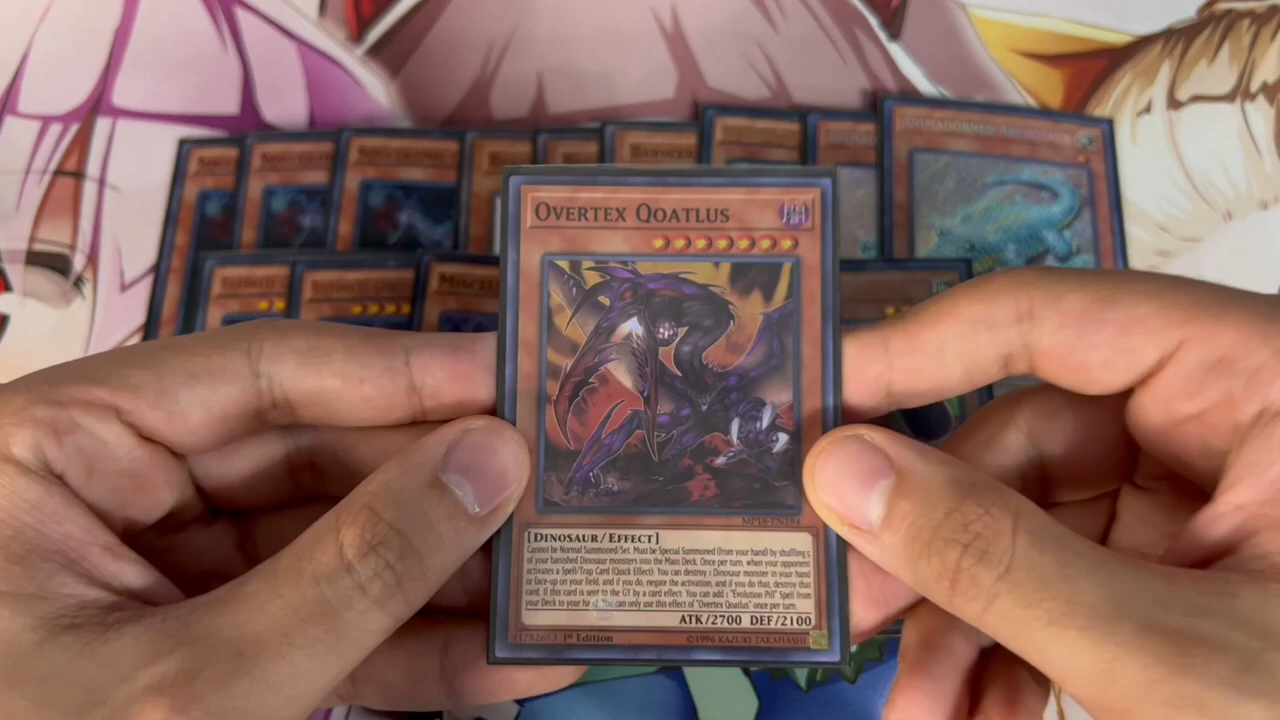 ANIMADORNED ARCHOSAUR
OVERTEX QOATLUS
MP18-EN194
[DINOSAUR/EFFECT]
Cannot be Normal Summoned/Set. Must be Special Summoned (from your hand) by shuffling 5
of your banished Dinosaur monsters into the Main Deck. Once per turn, when your opponent
activates a Spell/Trap Card (Quick Effect): You can destroy 1 Dinosaur monster in your hand
or face-up on your field, and if you do, negate the activation, and if you do that, destroy that
card. If this card is sent to the GY by a card effect: You can add 1 "Evolution Pill" Spell from
your Deck to your hand. You can only use this effect of "Overtex Qoatlus" once per turn.
ATK/2700 DEF/2100
41782653 1st Edition ©1996 KAZUKI TAKAHASHI